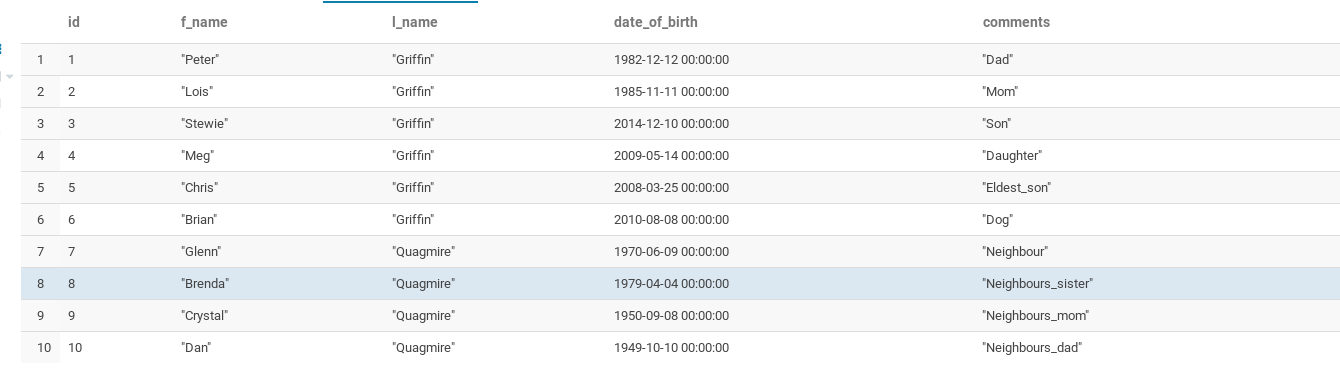 id f_name l_name date_of_birth comments
1 1 "Peter" "Griffin" 1982-12-12 00:00:00 "Dad"
2 2 "Lois" "Griffin" 1985-11-11 00:00:00 "Mom"
3 3 "Stewie" "Griffin" 2014-12-10 00:00:00 "Son"
4 4 "Meg" "Griffin" 2009-05-14 00:00:00 "Daughter"
5 5 "Chris" "Griffin" 2008-03-25 00:00:00 "Eldest_son"
6 6 "Brian" "Griffin" 2010-08-08 00:00:00 "Dog"
7 7 "Glenn" "Quagmire" 1970-06-09 00:00:00 "Neighbour"
8 8 "Brenda" "Quagmire" 1979-04-04 00:00:00 "Neighbours_sister"
9 9 "Crystal" "Quagmire" 1950-09-08 00:00:00 "Neighbours_mom"
10 10 "Dan" "Quagmire" 1949-10-10 00:00:00 "Neighbours_dad"